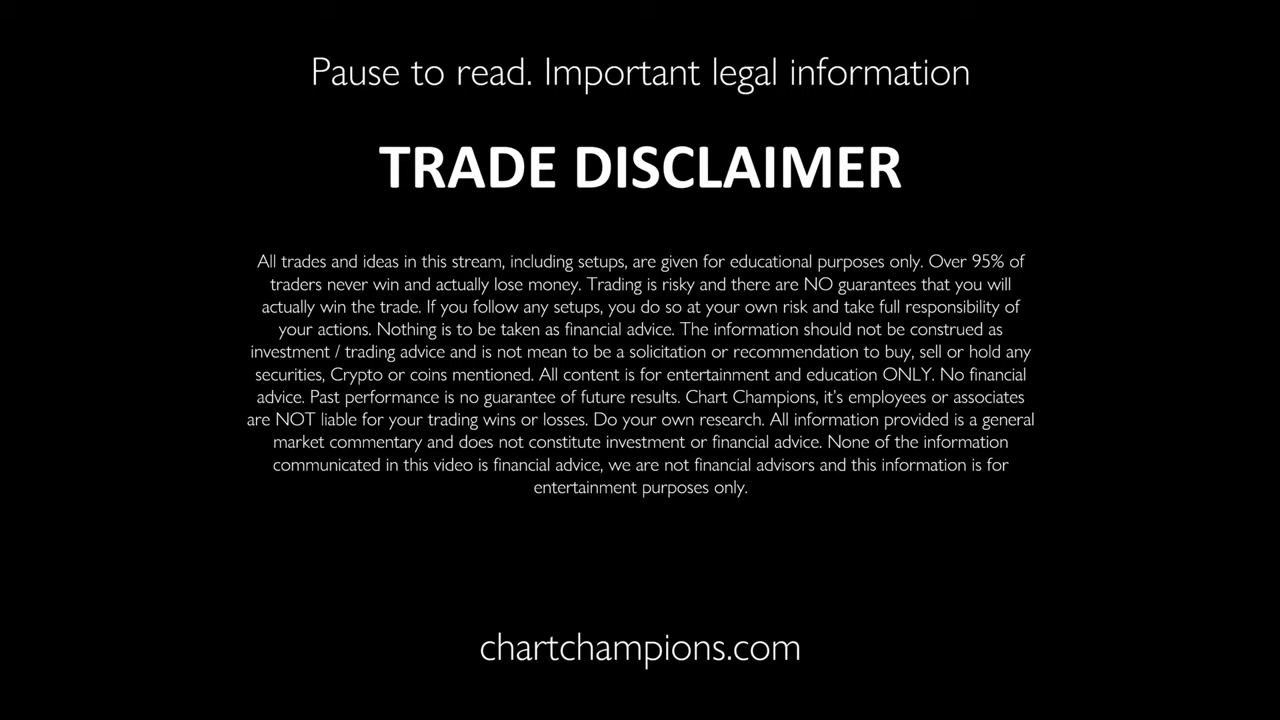 Pause to read. Important legal information
TRADE DISCLAIMER
All trades and ideas in this stream, including setups, are given for educational purposes only. Over 95% of
traders never win and actually lose money. Trading is risky and there are NO guarantees that you will
actually win the trade. If you follow any setups, you do so at your own risk and take full responsibility of
your actions. Nothing is to be taken as financial advice. The information should not be construed as
investment / trading advice and is not mean to be a solicitation or recommendation to buy, sell or hold any
securities, Crypto or coins mentioned. All content is for entertainment and education ONLY. No financial
advice. Past performance is no guarantee of future results. Chart Champions, it's employees or associates
are NOT liable for your trading wins or losses. Do your own research. All information provided is a general
market commentary and does not constitute investment or financial advice. None of the information
communicated in this video is financial advice, we are not financial advisors and this information is for
entertainment purposes only.
chartchampions.com